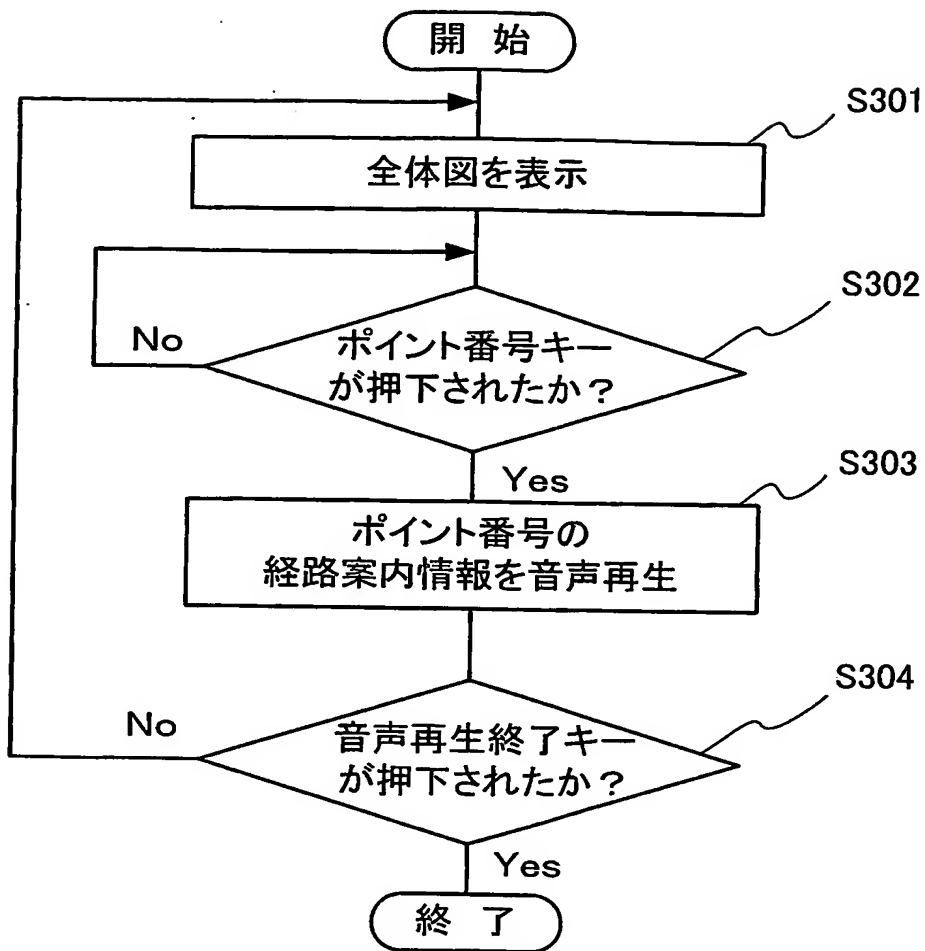 開 始
S301
全体図を表示
S302
No
ポイント番号キー
が押下されたか？
Yes
S303
ポイント番号の
経路案内情報を音声再生
S304
No
音声再生終了キー
が押下されたか？
Yes
終 了